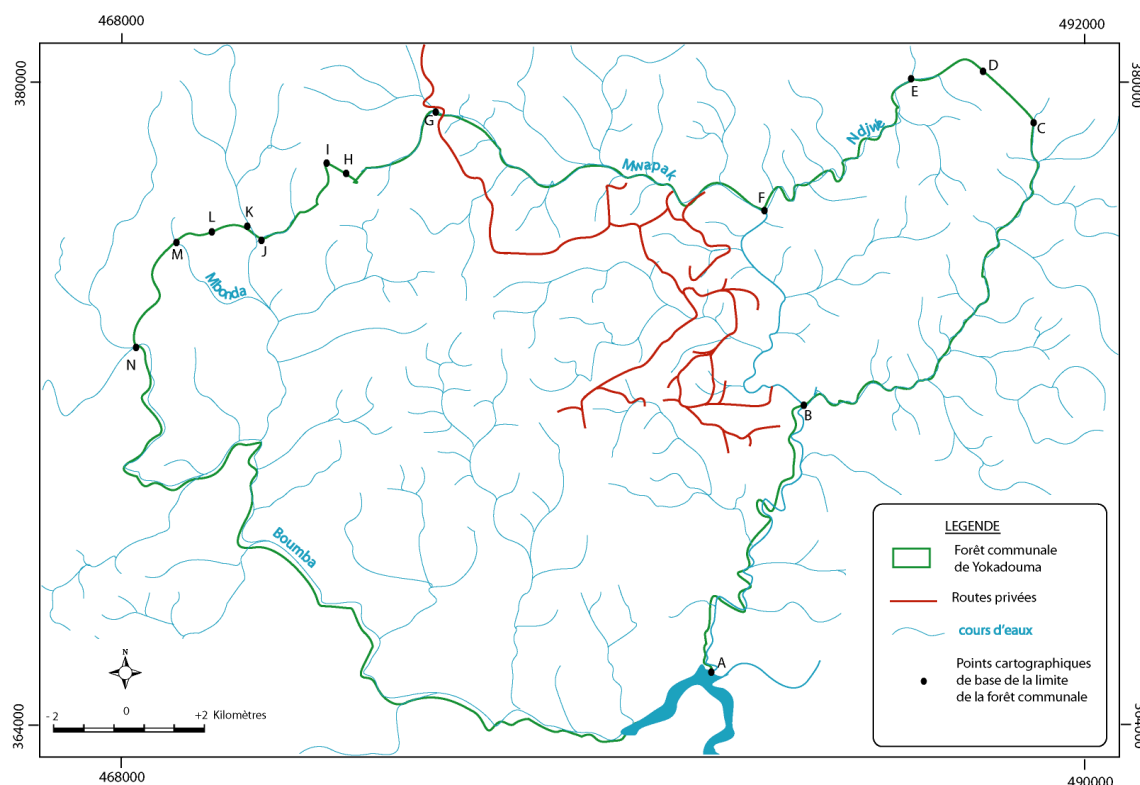 468000
492000
380000
380000
D
E
C
G
Ndjwle
I
H
Mwapak
F
L
K
M
J
Mbonda
N
B
LEGENDE
Forêt communale
de Yokadouma
Boumba
Routes privées
cours d'eaux
Points cartographiques
de base de la limite
de la forêt communale
A
N
- 2
0
+2 Kilomètres
364000
364000
468000
490000